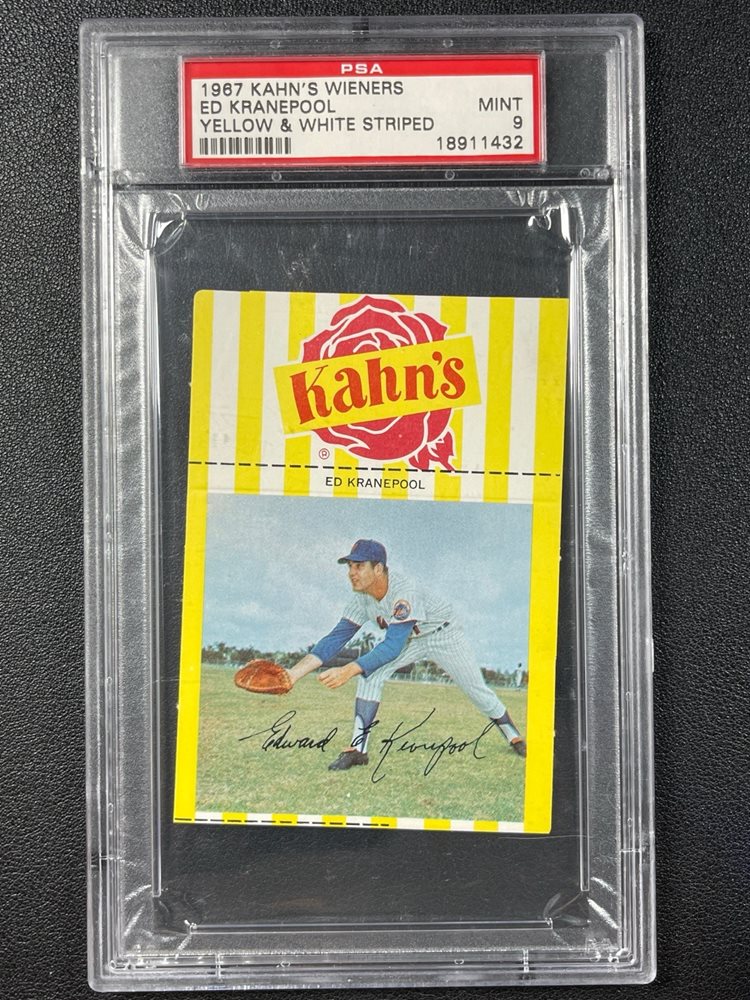 PSA
1967 KAHN'S WIENERS
ED KRANEPOOL MINT
YELLOW & WHITE STRIPED 9
18911432
Kahn's
®
ED KRANEPOOL
Edward E Kranepool